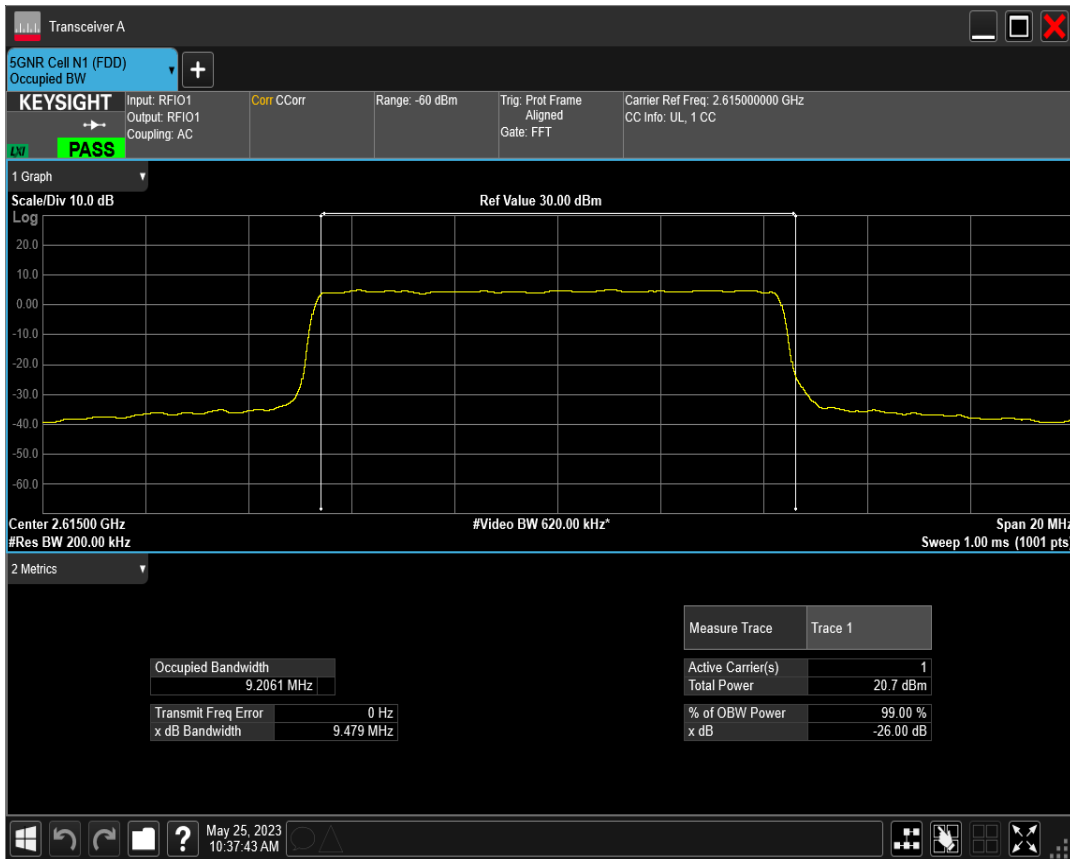 Transceiver A
5GNR Cell N1 (FDD)
Occupied BW
+
KEYSIGHT
LXI
PASS
Input: RFIO1
Output: RFIO1
Coupling: AC
Corr CCorr
Range: -60 dBm
Trig: Prot Frame
Aligned
Gate: FFT
Carrier Ref Freq: 2.615000000 GHz
CC Info: UL, 1 CC
1 Graph
Scale/Div 10.0 dB
Ref Value 30.00 dBm
Log
20.0
10.0
0.00
-10.0
-20.0
-30.0
-40.0
-50.0
-60.0
Center 2.61500 GHz
#Video BW 620.00 kHz*
Span 20 MHz
#Res BW 200.00 kHz
Sweep 1.00 ms (1001 pts)
2 Metrics
Measure Trace Trace 1
Occupied Bandwidth
9.2061 MHz
Active Carrier(s) 1
Total Power 20.7 dBm
Transmit Freq Error 0 Hz
x dB Bandwidth 9.479 MHz
% of OBW Power 99.00 %
x dB -26.00 dB
?
May 25, 2023
10:37:43 AM